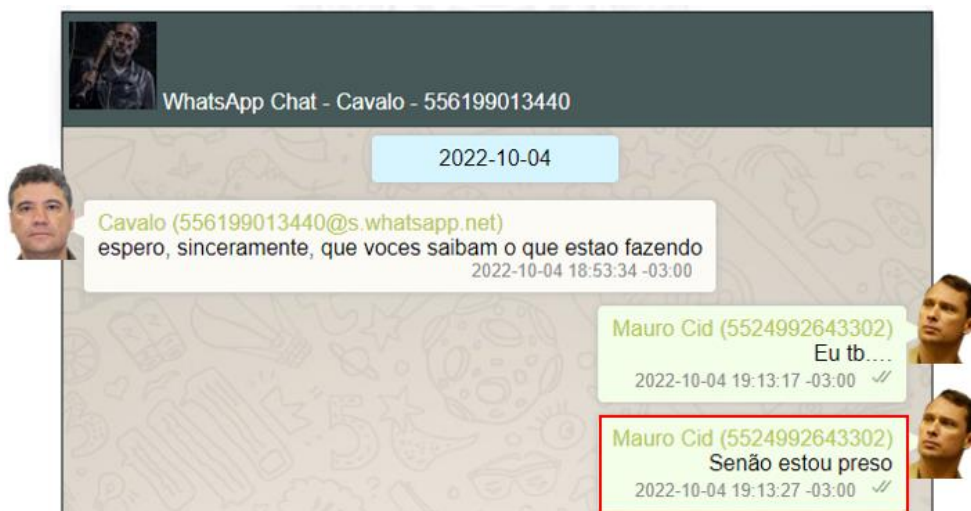 WhatsApp Chat - Cavalo - 556199013440
2022-10-04
Cavalo (556199013440@s.whatsapp.net)
espero, sinceramente, que voces saibam o que estao fazendo
2022-10-04 18:53:34 -03:00
Mauro Cid (5524992643302)
Eu tb....
2022-10-04 19:13:17 -03:00
Mauro Cid (5524992643302)
Senão estou preso
2022-10-04 19:13:27 -03:00